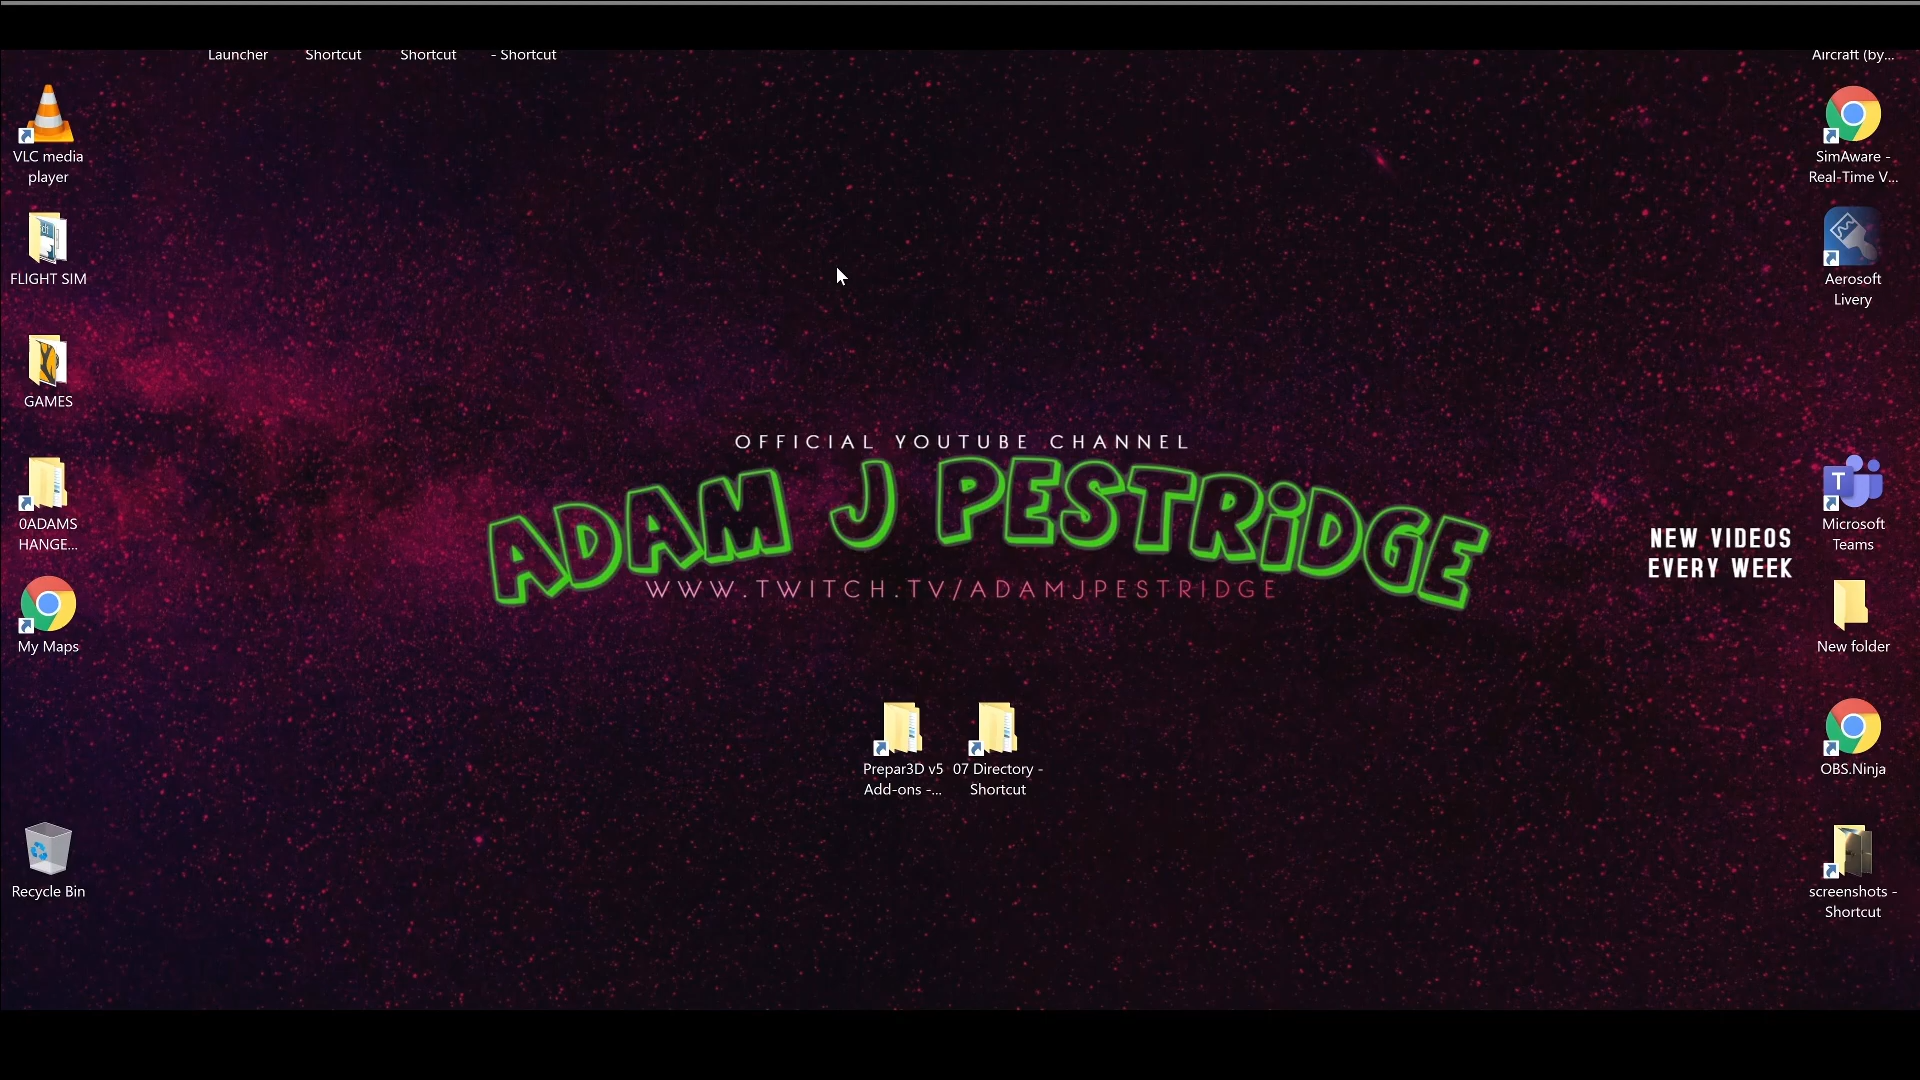 Launcher
Shortcut
Shortcut
- Shortcut
Aircraft (by...
VLC media
player
SimAware -
Real-Time V...
FLIGHT SIM
Aerosoft
Livery
GAMES
OFFICIAL YOUTUBE CHANNEL
ADAM J PESTRIDGE
WWW.TWITCH.TV/ADAMJPESTRIDGE
0ADAMS
HANGE...
T
Microsoft
Teams
NEW VIDEOS
EVERY WEEK
My Maps
New folder
Prepar3D v5
Add-ons -...
07 Directory -
Shortcut
OBS.Ninja
Recycle Bin
screenshots -
Shortcut